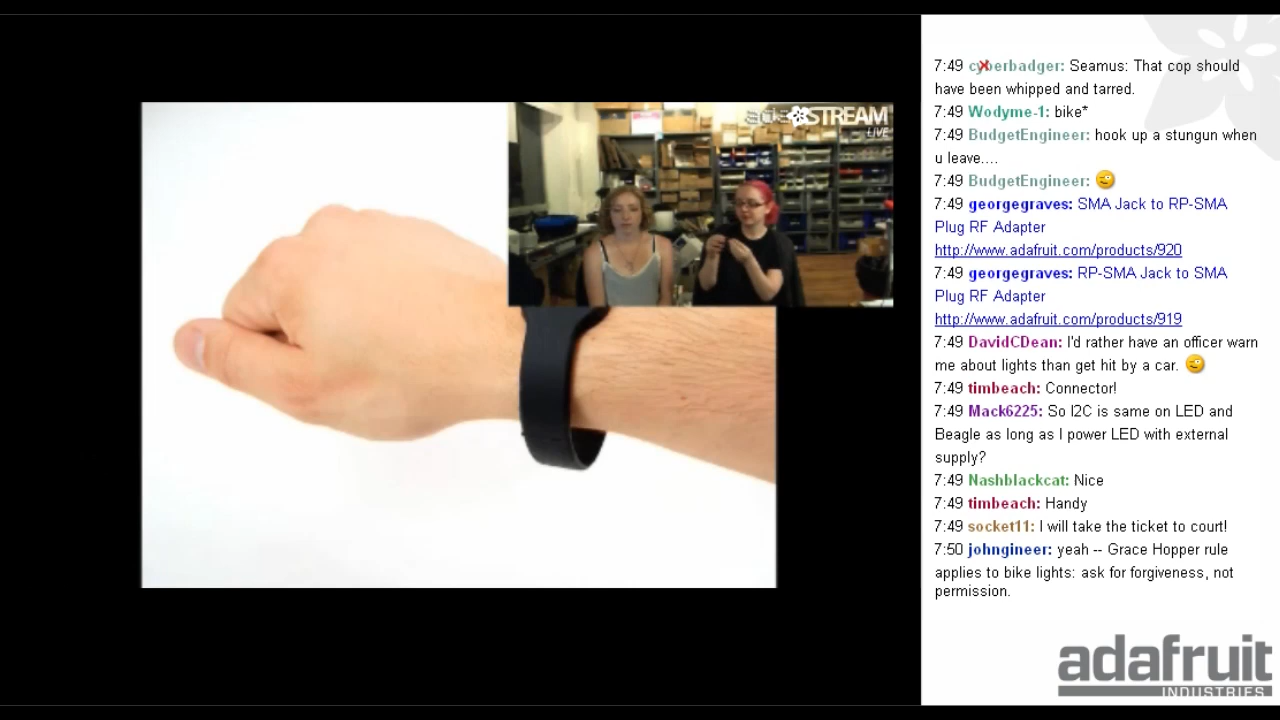 ada STREAM
LIVE
7:49 cyberbadger: Seamus: That cop should
have been whipped and tarred.
7:49 Wodyme-1: bike*
7:49 BudgetEngineer: hook up a stungun when
u leave....
7:49 BudgetEngineer:
7:49 georgegraves: SMA Jack to RP-SMA
Plug RF Adapter
http://www.adafruit.com/products/920
7:49 georgegraves: RP-SMA Jack to SMA
Plug RF Adapter
http://www.adafruit.com/products/919
7:49 DavidCDean: I'd rather have an officer warn
me about lights than get hit by a car.
7:49 timbeach: Connector!
7:49 Mack6225: So I2C is same on LED and
Beagle as long as I power LED with external
supply?
7:49 Nashblackcat: Nice
7:49 timbeach: Handy
7:49 socket11: I will take the ticket to court!
7:50 johngineer: yeah -- Grace Hopper rule
applies to bike lights: ask for forgiveness, not
permission.
adafruit
INDUSTRIES